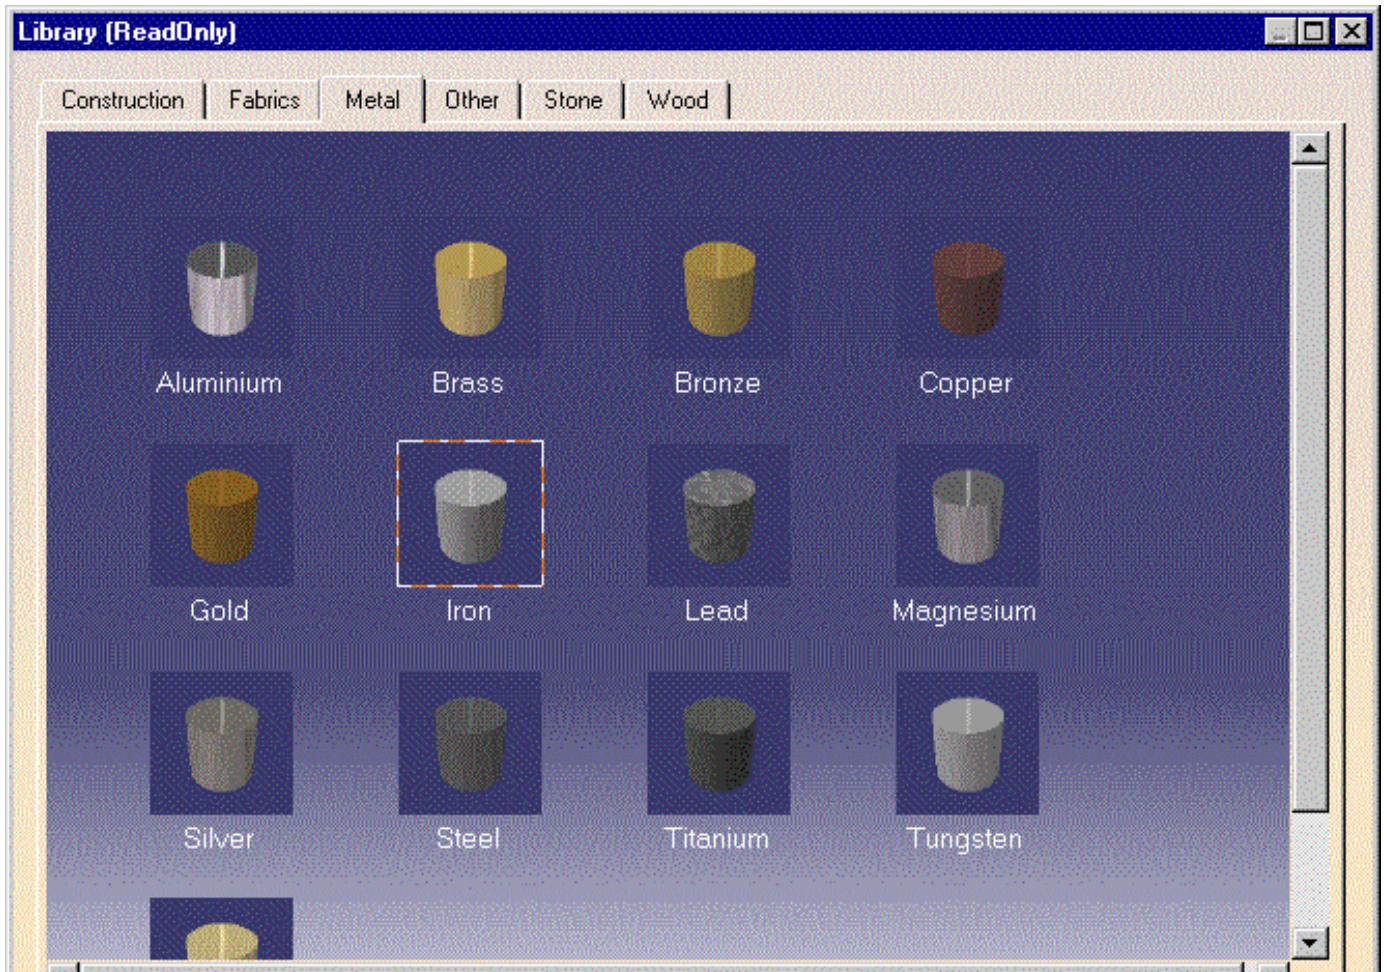 Library (ReadOnly)
Construction Fabrics Metal Other Stone Wood
Aluminium Brass Bronze Copper
Gold Iron Lead Magnesium
Silver Steel Titanium Tungsten